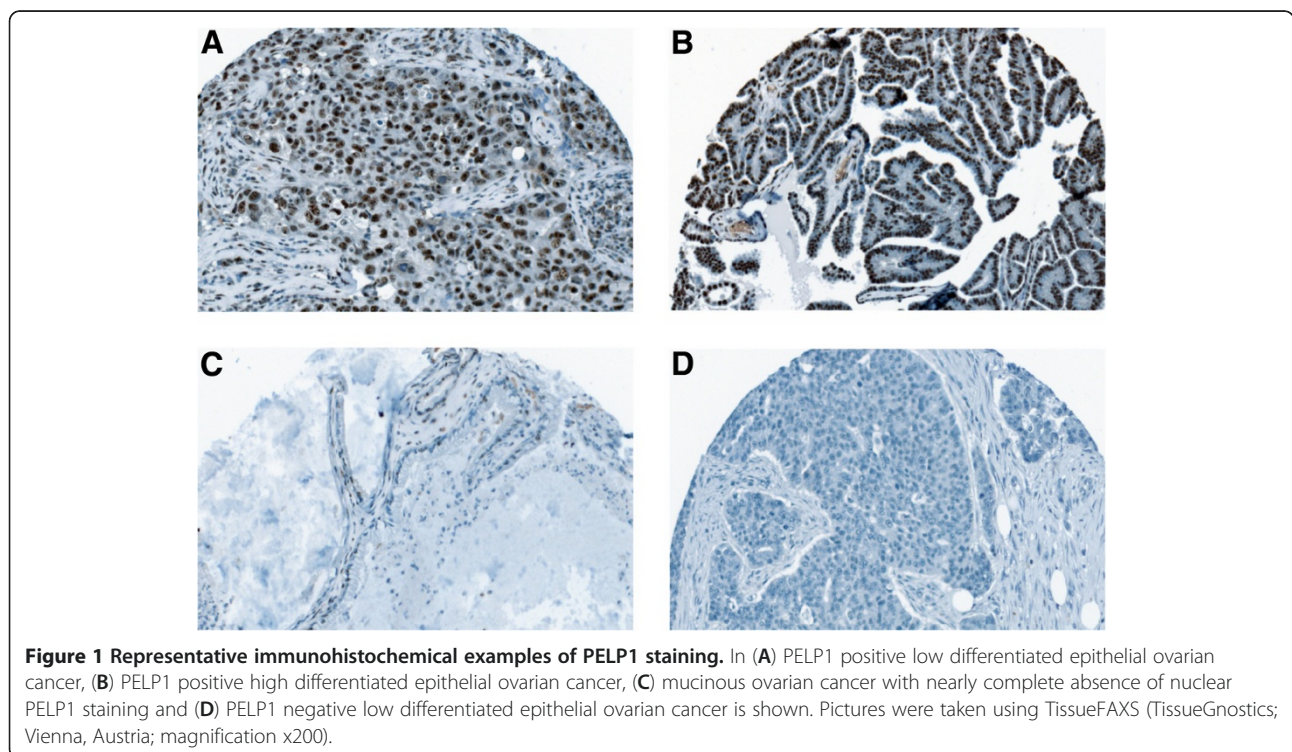 A
B
C
D
Figure 1 Representative immunohistochemical examples of PELP1 staining. In (A) PELP1 positive low differentiated epithelial ovarian
cancer, (B) PELP1 positive high differentiated epithelial ovarian cancer, (C) mucinous ovarian cancer with nearly complete absence of nuclear
PELP1 staining and (D) PELP1 negative low differentiated epithelial ovarian cancer is shown. Pictures were taken using TissueFAXS (TissueGnostics;
Vienna, Austria; magnification x200).